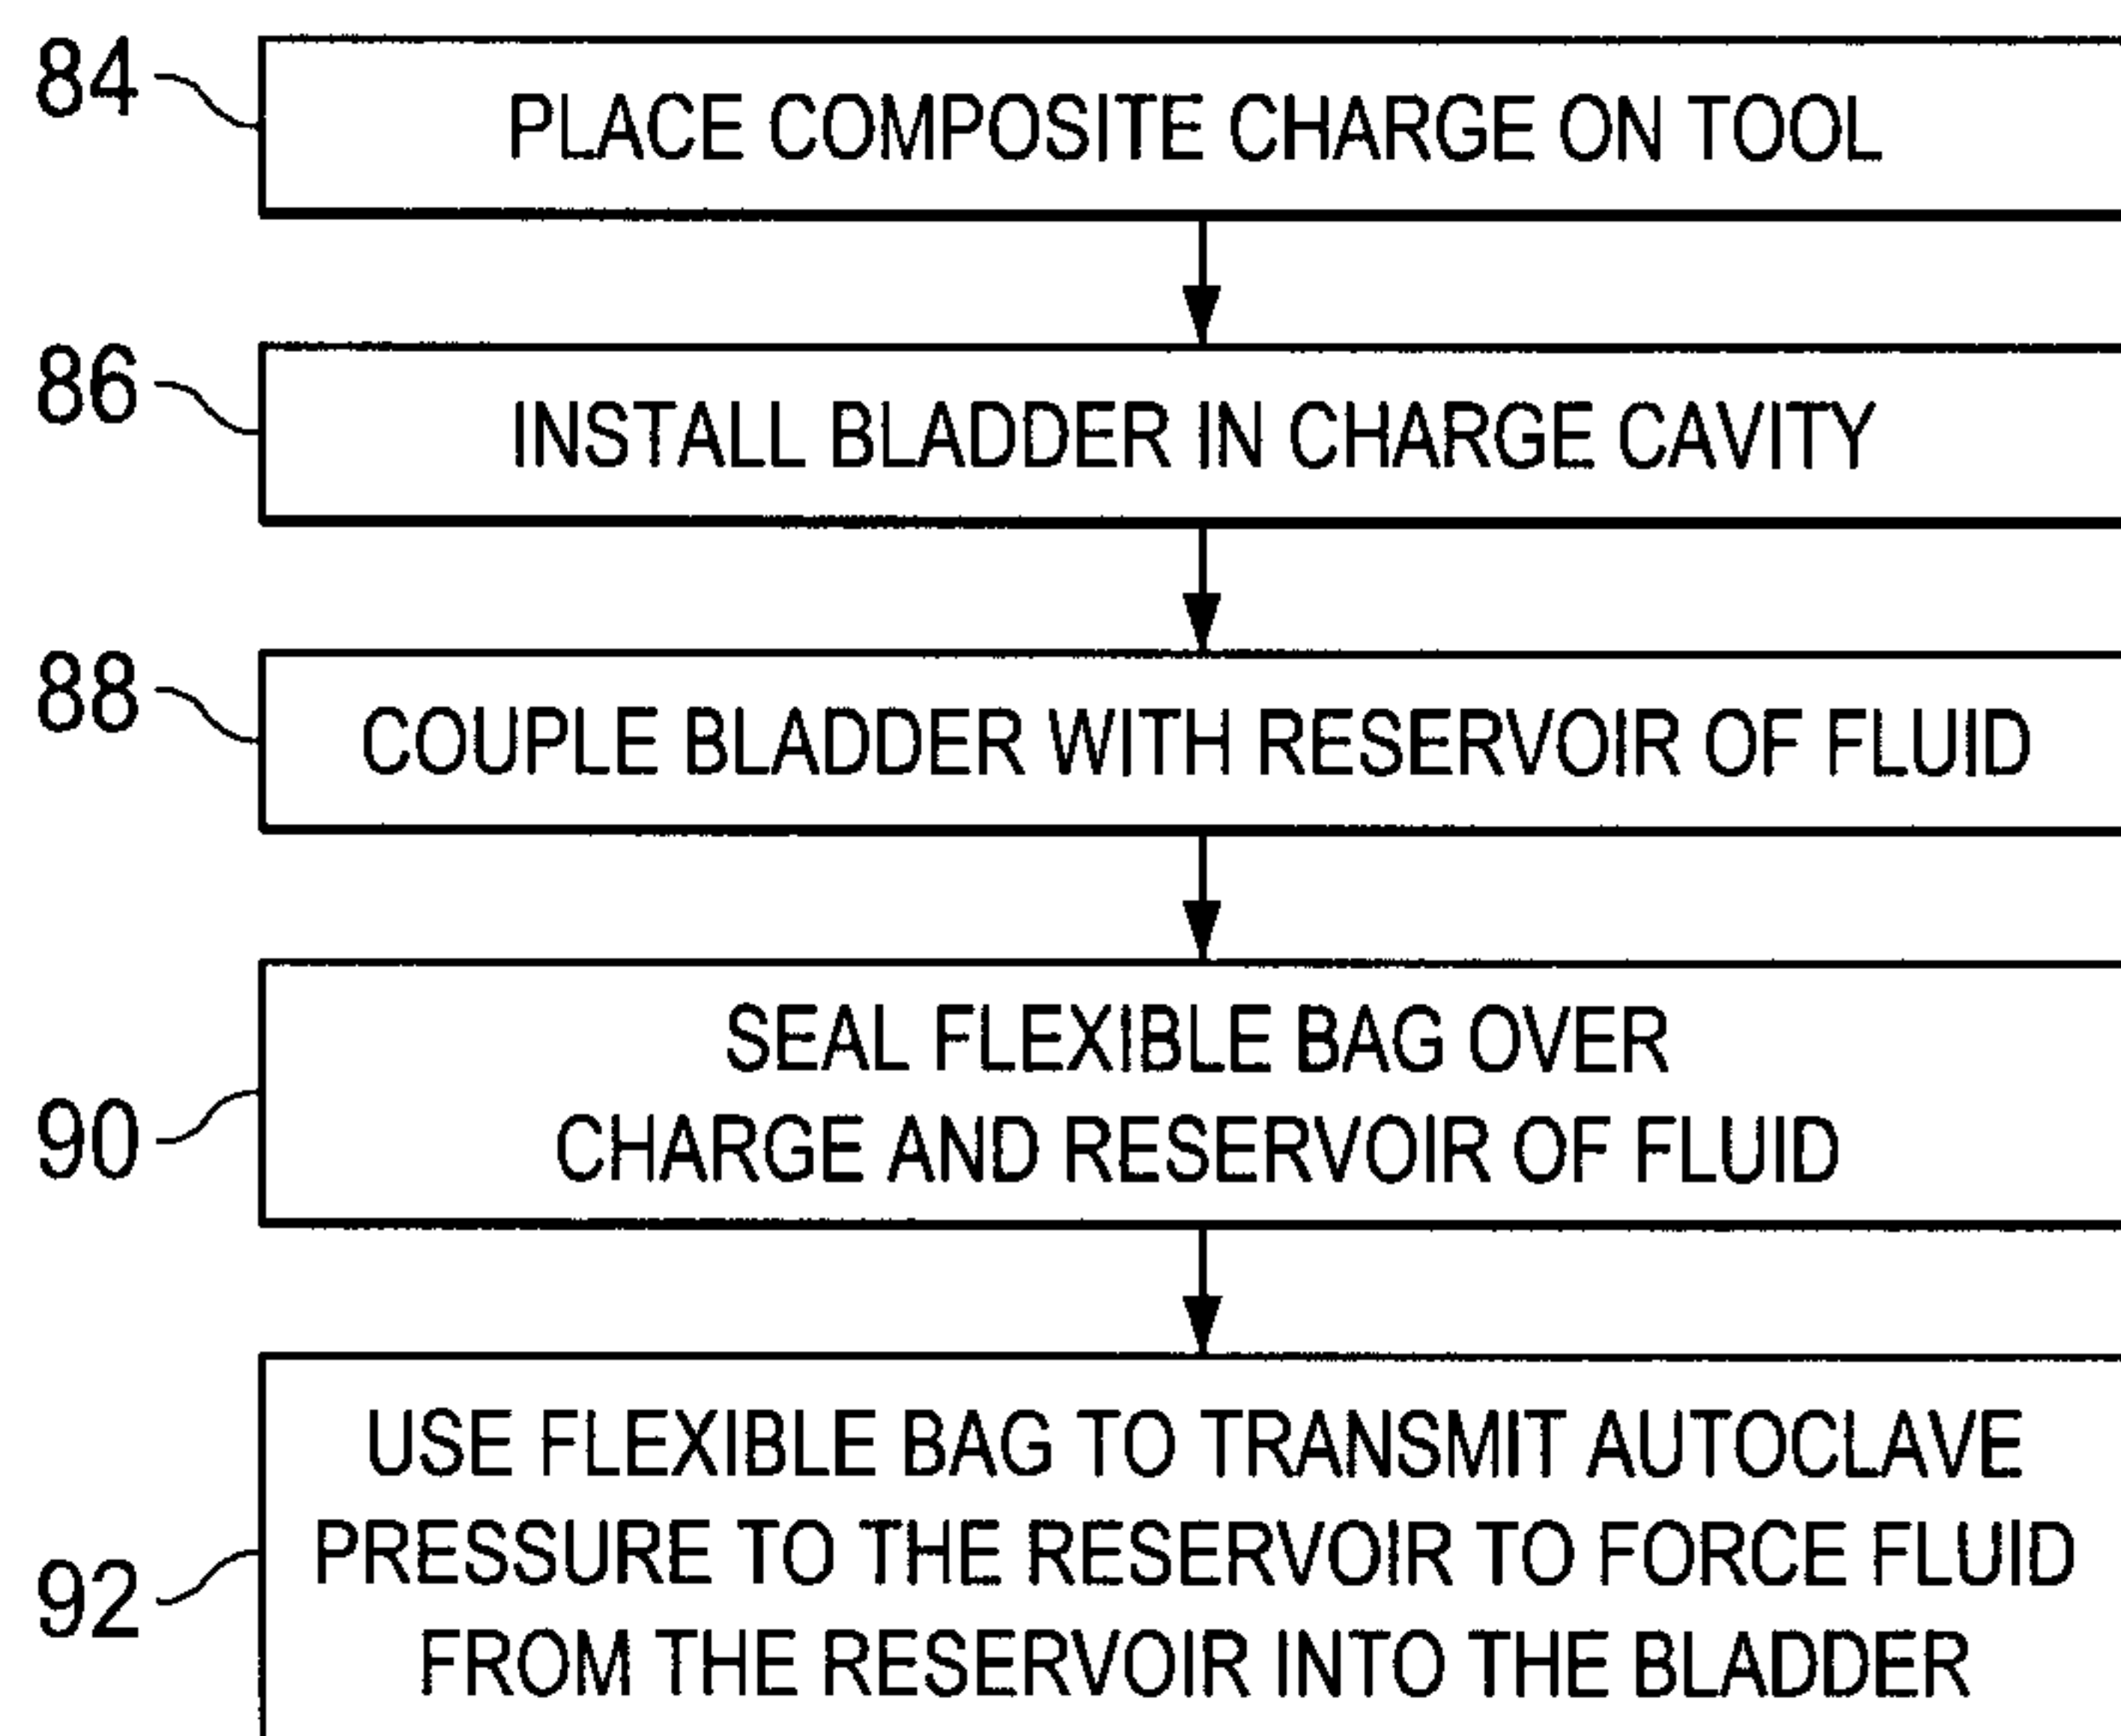 84
PLACE COMPOSITE CHARGE ON TOOL
86
INSTALL BLADDER IN CHARGE CAVITY
88
COUPLE BLADDER WITH RESERVOIR OF FLUID
90
SEAL FLEXIBLE BAG OVER
CHARGE AND RESERVOIR OF FLUID
92
USE FLEXIBLE BAG TO TRANSMIT AUTOCLAVE
PRESSURE TO THE RESERVOIR TO FORCE FLUID
FROM THE RESERVOIR INTO THE BLADDER